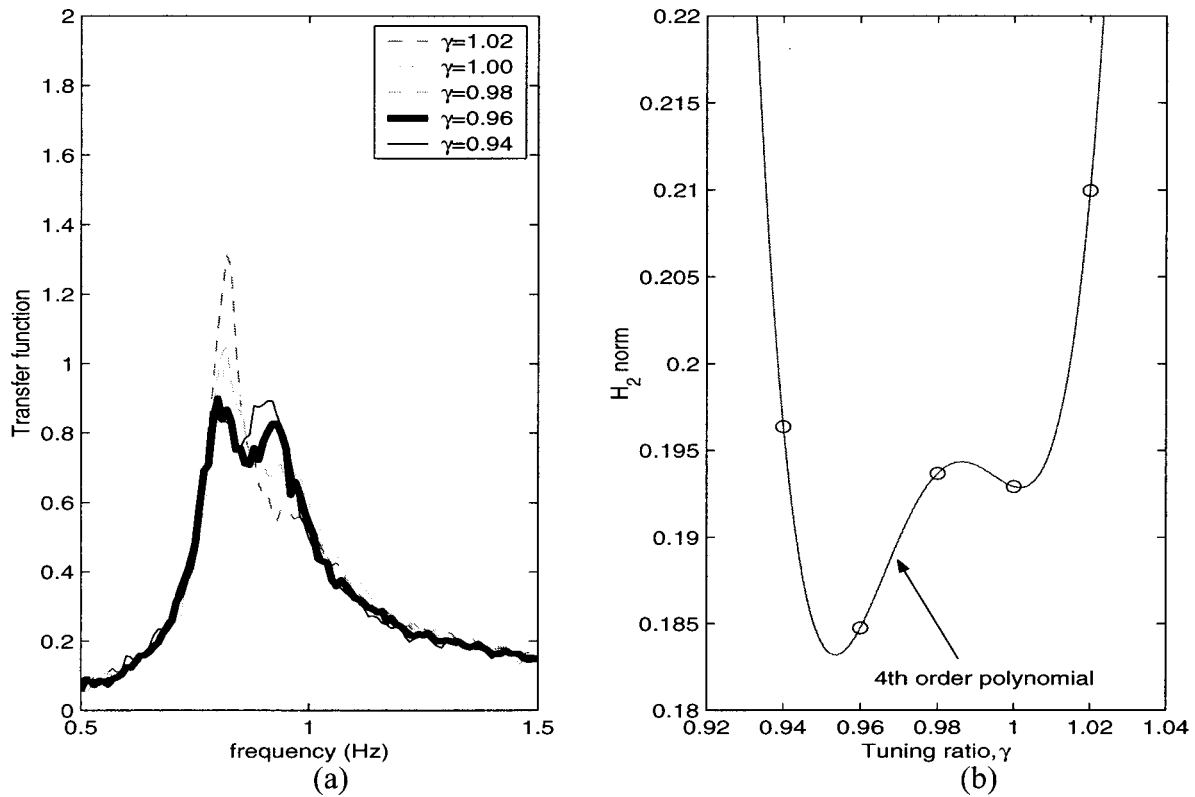 2
1.8
1.6
1.4
1.2
1
0.8
0.6
0.4
0.2
0
0.5
1
1.5
Transfer function
frequency (Hz)
γ=1.02
γ=1.00
γ=0.98
γ=0.96
γ=0.94
(a)
0.22
0.215
0.21
0.205
0.2
0.195
0.19
0.185
0.18
0.92
0.94
0.96
0.98
1
1.02
1.04
H2 norm
4th order polynomial
Tuning ratio,γ
(b)